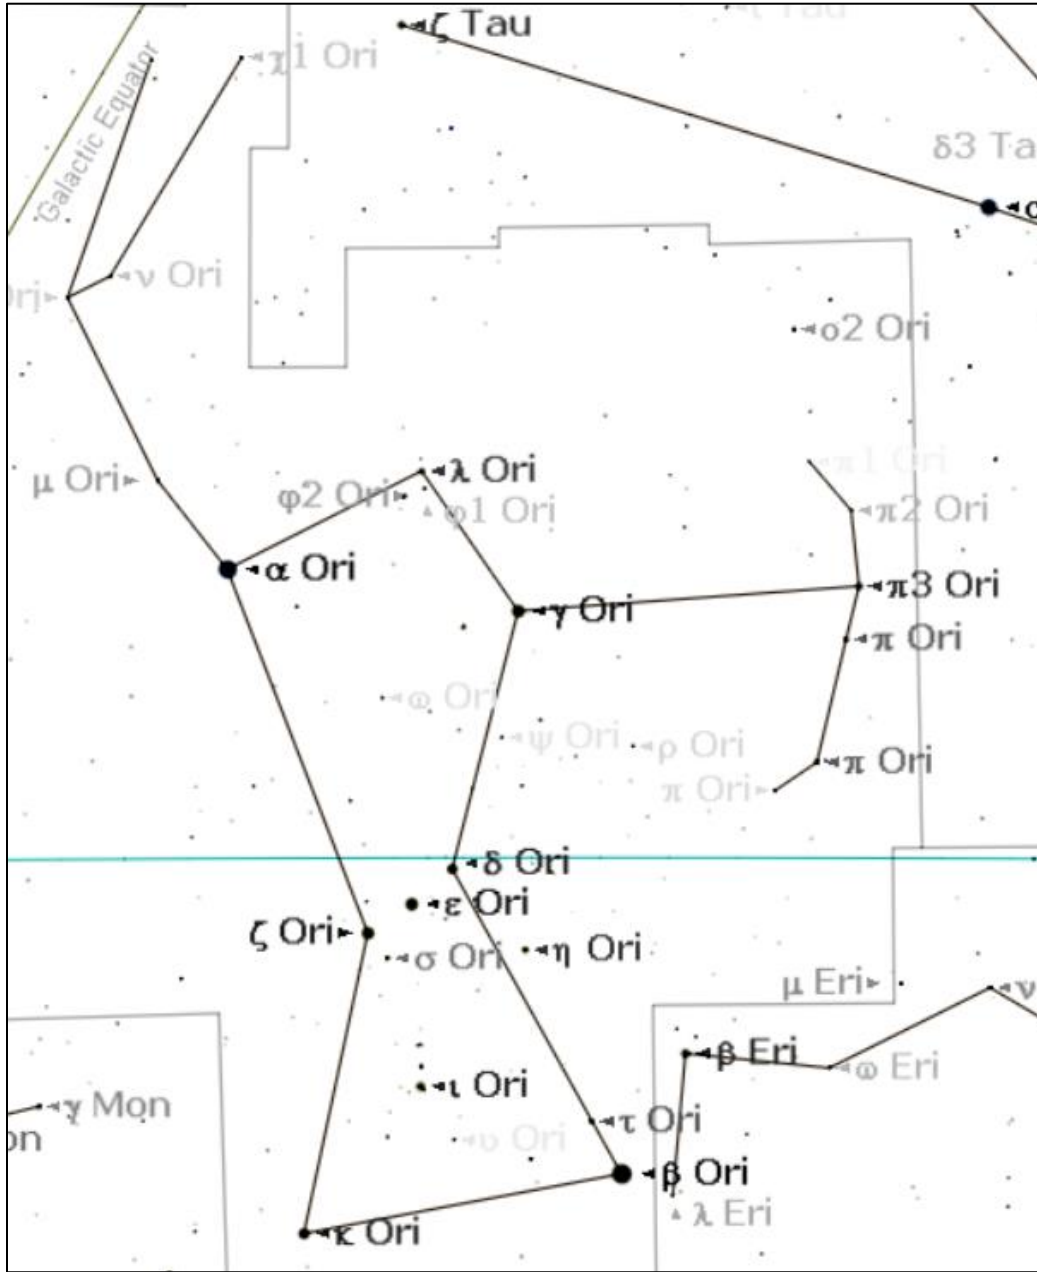 ζ Tau
τ Tau
χ1 Ori
Galactic Equator
δ3 Ta
α
ν Ori
Ori
ο2 Ori
π1 Ori
λ Ori
μ Ori
φ2 Ori
φ1 Ori
π2 Ori
α Ori
π3 Ori
γ Ori
π Ori
ω Ori
ψ Ori
ρ Ori
π Ori
π Ori
δ Ori
ε Ori
ζ Ori
η Ori
σ Ori
μ Eri
ν
β Eri
ω Eri
ι Ori
γ Mon
τ Ori
on
υ Ori
β Ori
λ Eri
κ Ori